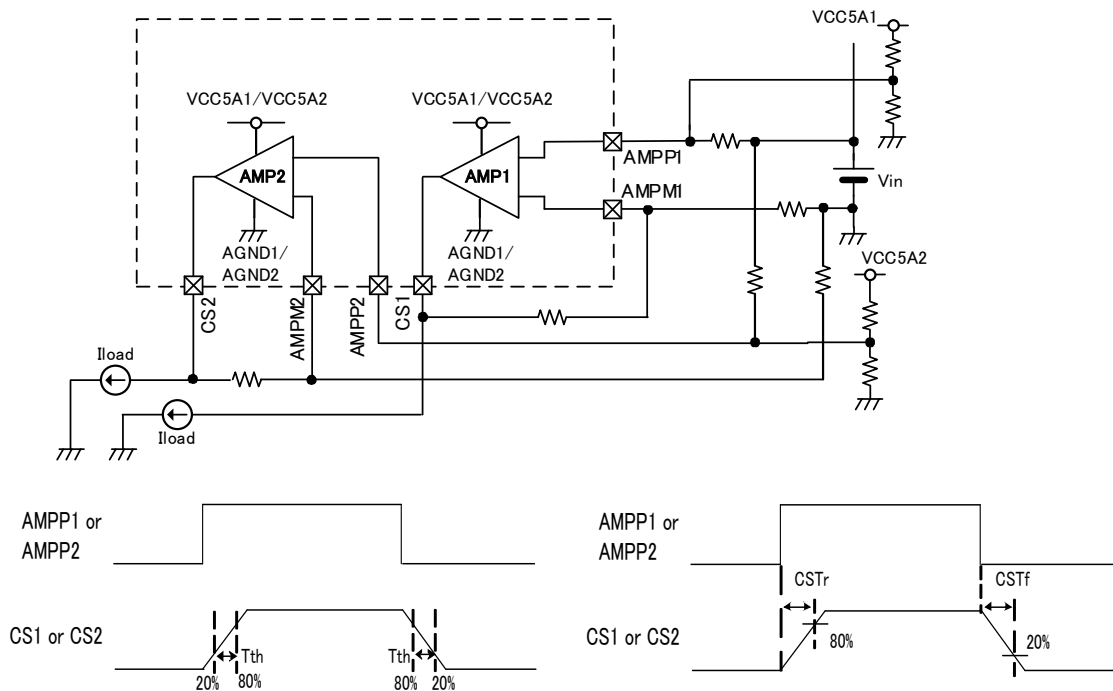 VCC5A1
VCC5A1/VCC5A2
VCC5A1/VCC5A2
AMP2
AMP1
AMPP1
AMPM1
Vin
AGND1/
AGND2
AGND1/
AGND2
VCC5A2
CS2
AMPM2
AMPP2
CS1
Iload
Iload
AMPP1 or
AMPP2
CS1 or CS2
Tth
20%
80%
Tth
80%
20%
AMPP1 or
AMPP2
CSTr
CSTf
CS1 or CS2
80%
20%